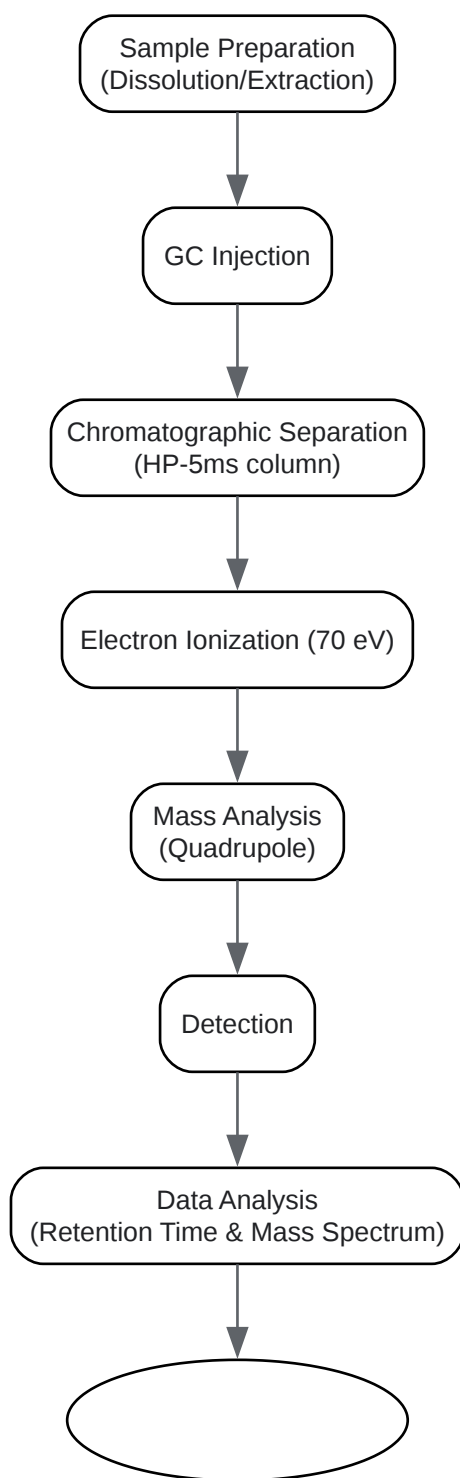 Sample Preparation
(Dissolution/Extraction)
GC Injection
Chromatographic Separation
(HP-5ms column)
Electron Ionization (70 eV)
Mass Analysis
(Quadrupole)
Detection
Data Analysis
(Retention Time & Mass Spectrum)